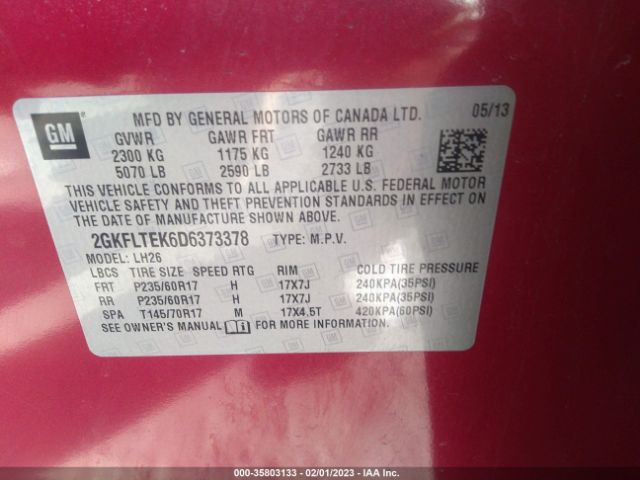 MFD BY GENERAL MOTORS OF CANADA LTD. 05/13
GM
GVWR GAWR FRT GAWR RR
2300 KG 1175 KG 1240 KG
5070 LB 2590 LB 2733 LB
THIS VEHICLE CONFORMS TO ALL APPLICABLE U.S. FEDERAL MOTOR
VEHICLE SAFETY AND THEFT PREVENTION STANDARDS IN EFFECT ON
THE DATE OF MANUFACTURE SHOWN ABOVE.
2GKFLTEK6D6373378 TYPE: M.P.V.
MODEL: LH26
LBCS TIRE SIZE SPEED RTG RIM COLD TIRE PRESSURE
FRT P235/60R17 H 17X7J 240KPA(35PSI)
RR P235/60R17 H 17X7J 240KPA(35PSI)
SPA T145/70R17 M 17X4.5T 420KPA(60PSI)
SEE OWNER'S MANUAL FOR MORE INFORMATION.
000-35803133 - 02/01/2023 - IAA Inc.